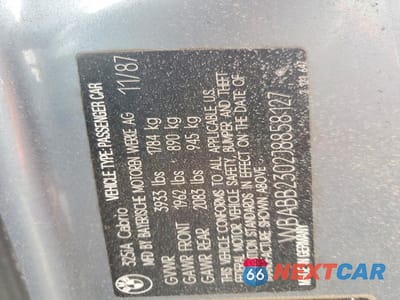 325iA Cabrio
VEHICLE TYPE: PASSENGER CAR
MFD BY BAYERISCHE MOTOREN WERKE AG 11/87
GVWR 3933 lbs 1784 kg
GAWR FRONT 1962 lbs 890 kg
GAWR REAR 2083 lbs 945 kg
THIS VEHICLE CONFORMS TO ALL APPLICABLE U.S.
MOTOR VEHICLE SAFETY, BUMPER AND THEFT
PREVENTION STANDARDS IN EFFECT ON THE DATE OF
MANUFACTURE SHOWN ABOVE.
WBABB2302J8858127
MADE IN GERMANY
66 NEXTCAR